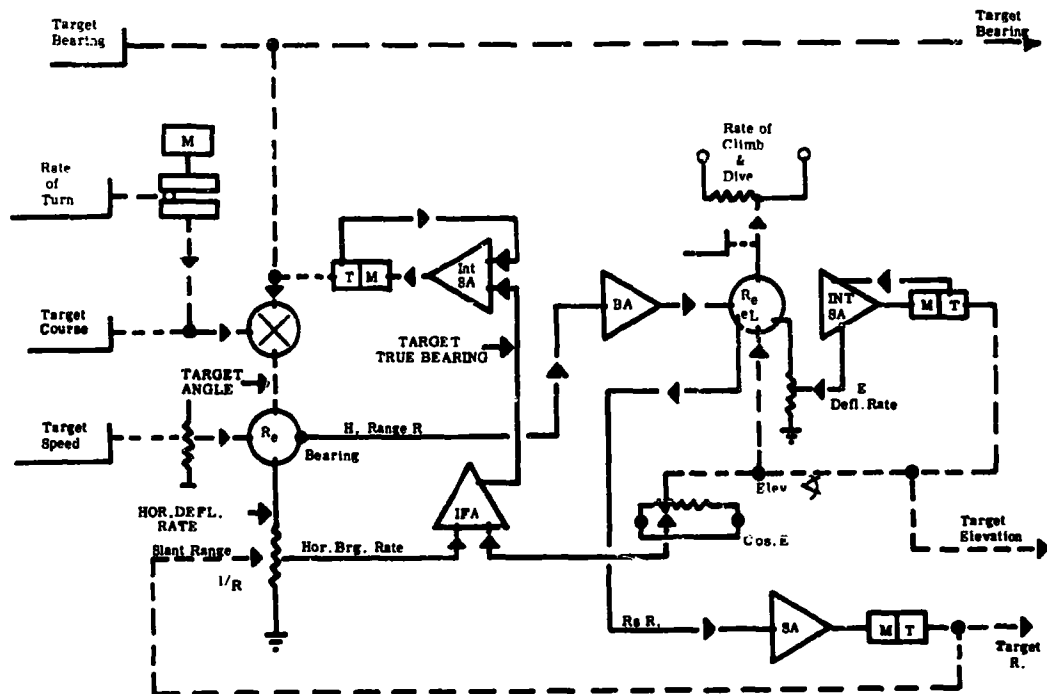 Target
Bearing
Target
Bearing
M
Rate
of
Turn
Rate of
Climb
&
Dive
T M
Int
SA
BA
Re
eL
INT
SA
M T
Target
Course
TARGET
TRUE BEARING
TARGET
ANGLE
E
Defl.Rate
Target
Speed
Re
H. Range R
Bearing
Elev
HOR.DEFL.
RATE
IFA
Cos.E
Target
Elevation
Slant Range
Hor.Brg. Rate
1/R
Rs R.
SA
M T
Target
R.